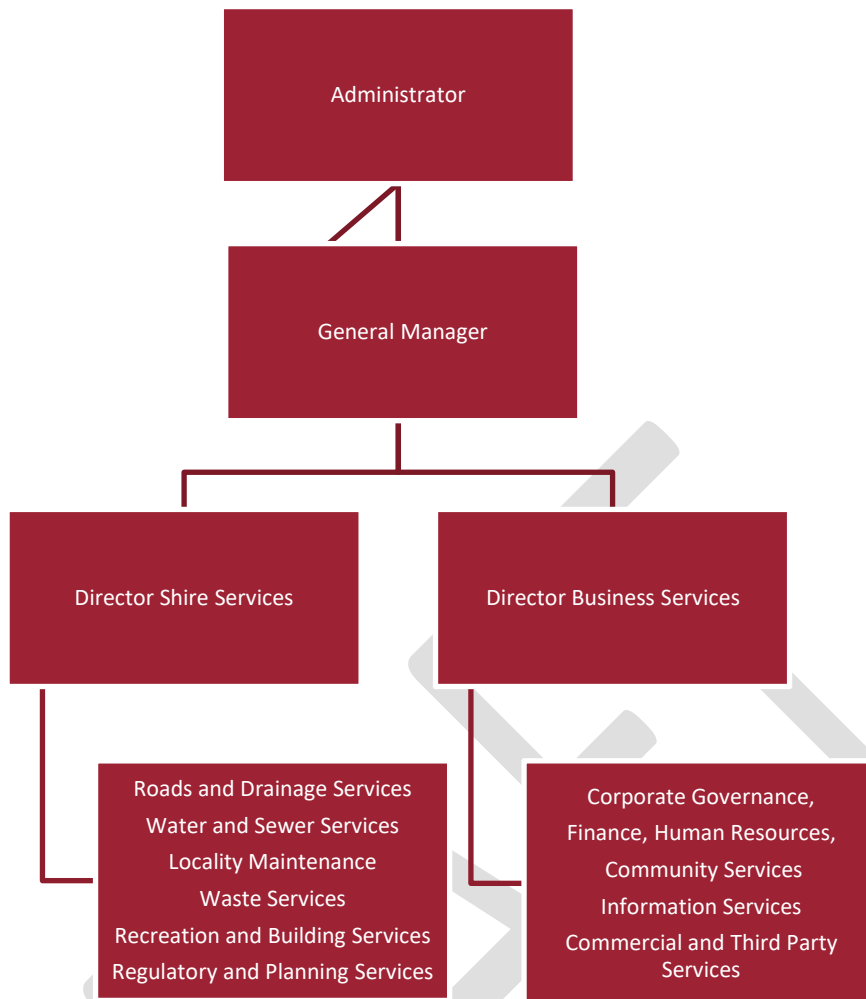 Administrator
General Manager
Director Shire Services
Director Business Services
Roads and Drainage Services
Water and Sewer Services
Locality Maintenance
Waste Services
Recreation and Building Services
Regulatory and Planning Services
Corporate Governance,
Finance, Human Resources,
Community Services
Information Services
Commercial and Third Party
Services